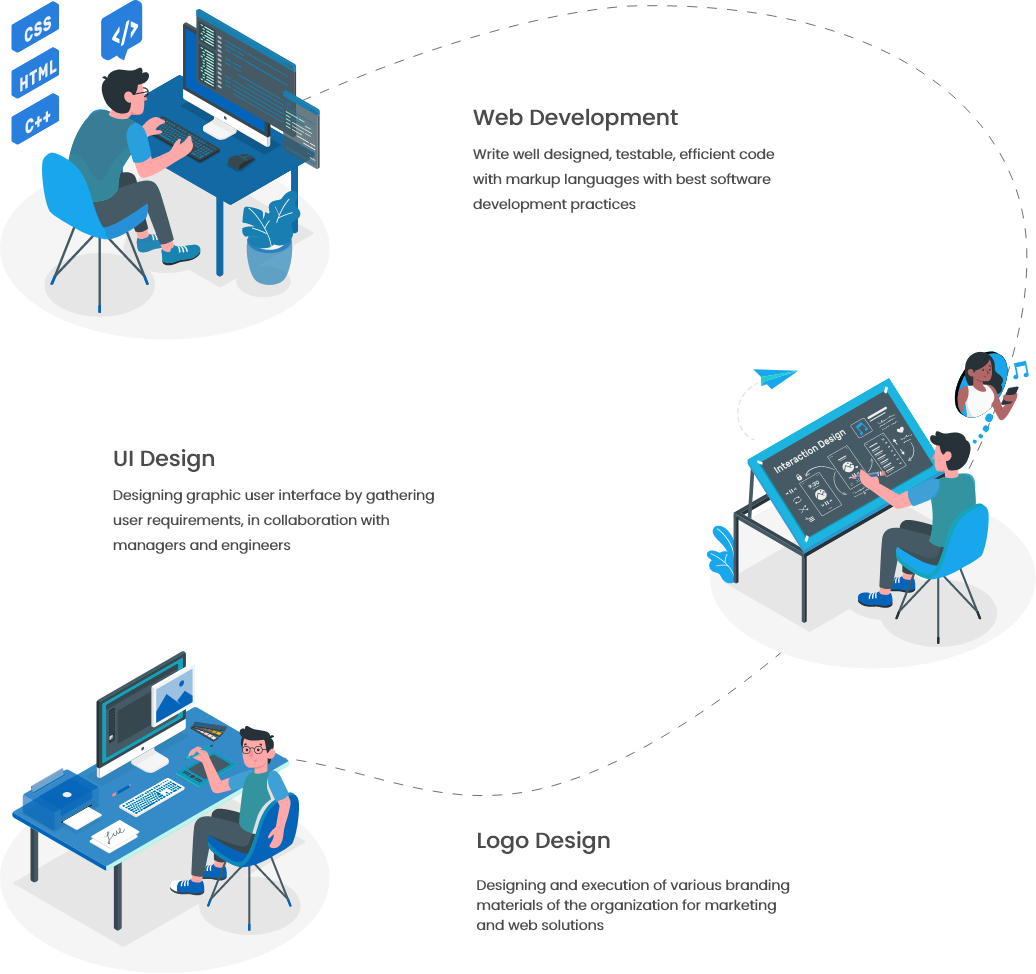 CSS
</>
HTML
C++
Web Development
Write well designed, testable, efficient code
with markup languages with best software
development practices
Interaction Design
9:30
UI Design
Designing graphic user interface by gathering
user requirements, in collaboration with
managers and engineers
Logo Design
Designing and execution of various branding
materials of the organization for marketing
and web solutions